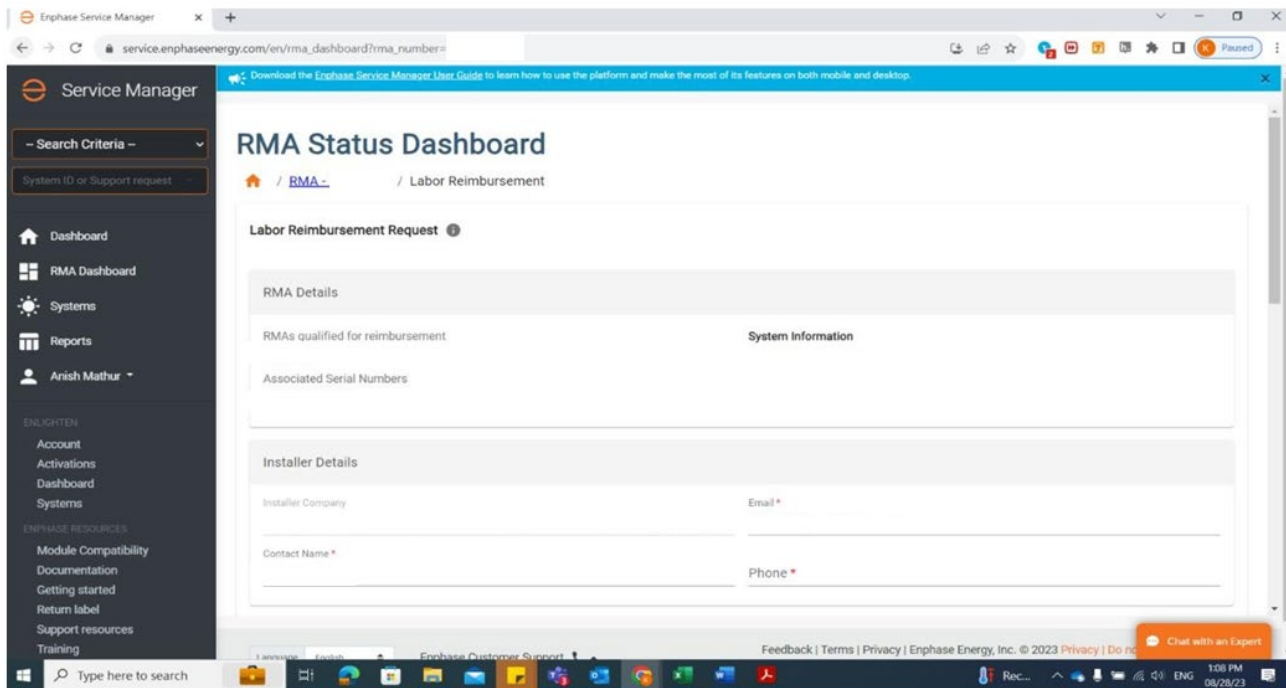 Enphase Service Manager
service.enphaseenergy.com/en/rma_dashboard?rma_number=
Paused
Service Manager
Download the Enphase Service Manager User Guide to learn how to use the platform and make the most of its features on both mobile and desktop.
-- Search Criteria --
System ID or Support request
RMA Status Dashboard
/ RMA - / Labor Reimbursement
Dashboard
RMA Dashboard
Systems
Reports
Anish Mathur
ENLIGHTEN
Account
Activations
Dashboard
Systems
ENPHASE RESOURCES
Module Compatibility
Documentation
Getting started
Return label
Support resources
Training
Labor Reimbursement Request
RMA Details
RMAs qualified for reimbursement
System Information
Associated Serial Numbers
Installer Details
Installer Company
Email *
Contact Name *
Phone *
Language English
Enphase Customer Support
Feedback | Terms | Privacy | Enphase Energy, Inc. © 2023 Privacy | Do
Chat with an Expert
Type here to search
Rec...
ENG
1:08 PM
08/28/23